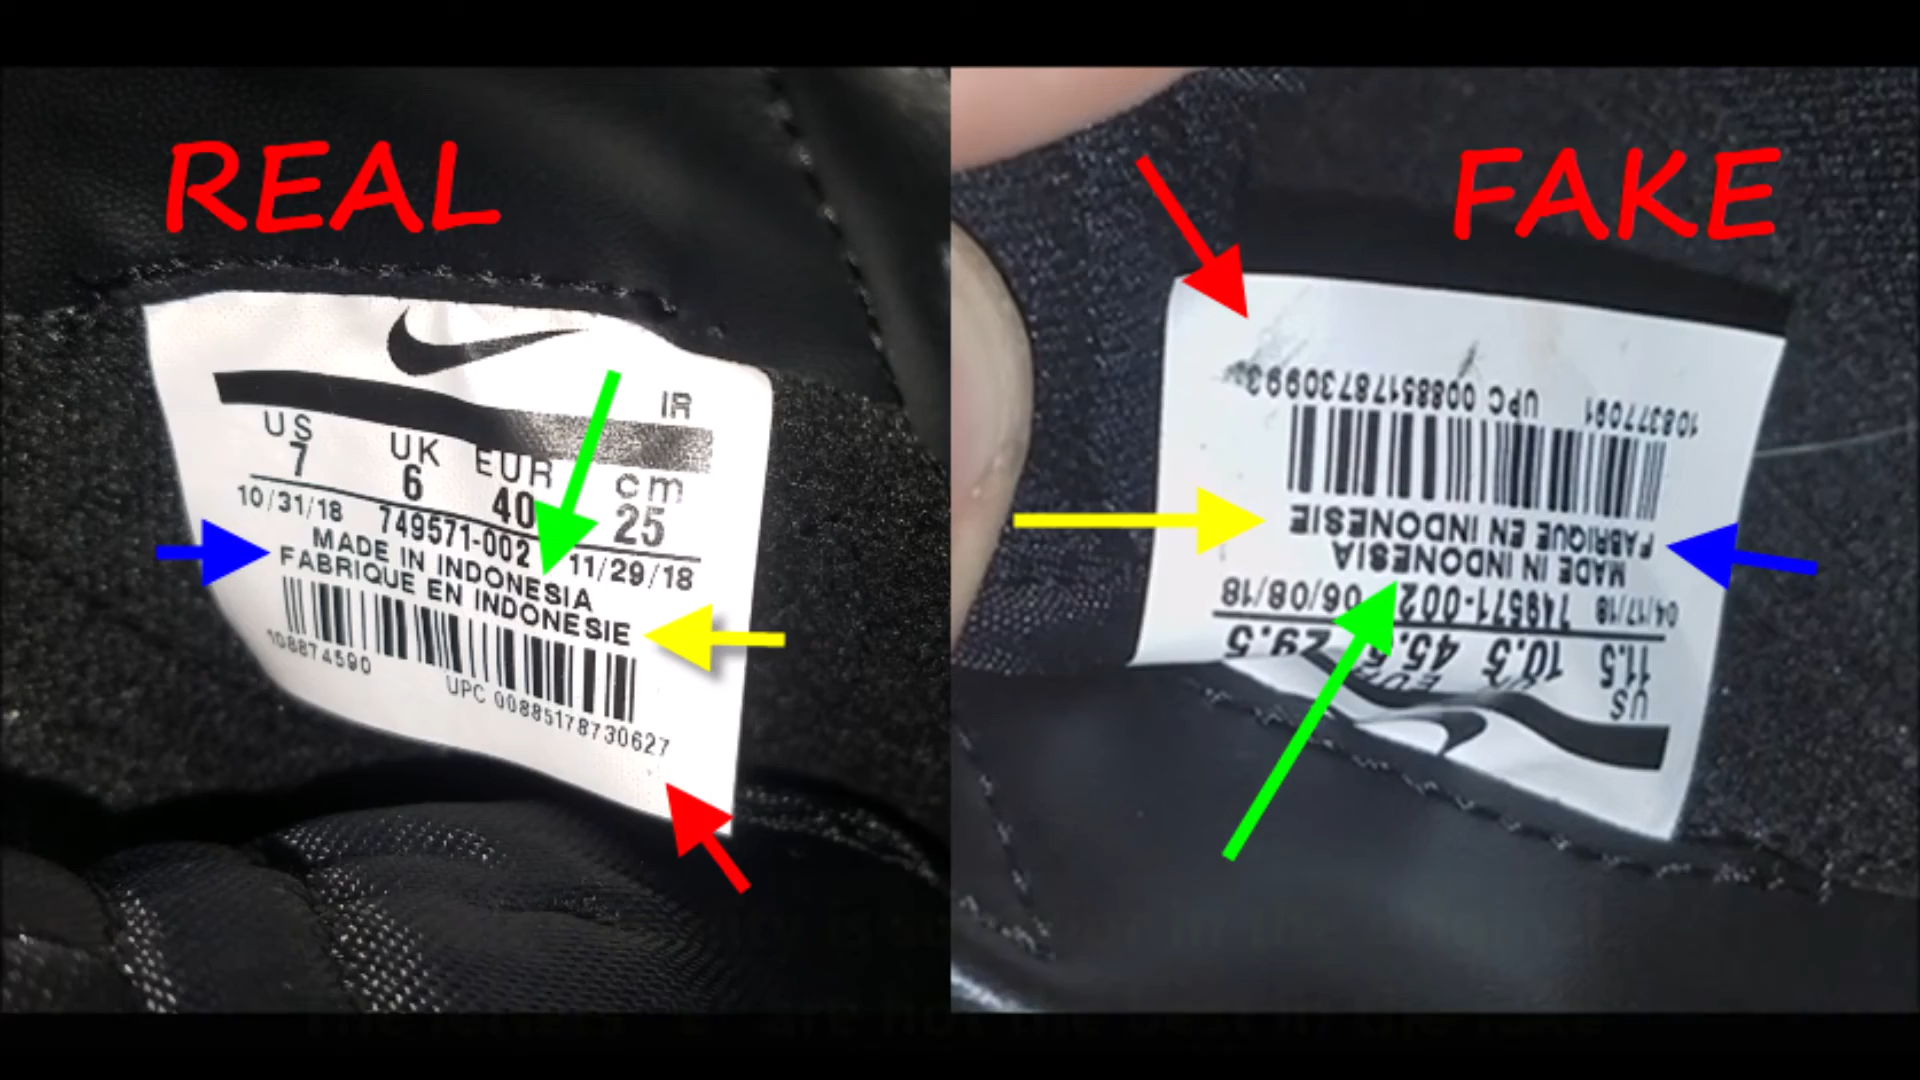 REAL
IR
US UK EUR cm
7 6 40 25
10/31/18 749571-002 11/29/18
MADE IN INDONESIA
FABRIQUE EN INDONESIE
108874590
UPC 00885178730627
FAKE
US
11.5 10.5 45.5 29.5
04/17/18 749571-002 06/08/18
MADE IN INDONESIA
FABRIQUE EN INDONESIE
108377091 UPC 00885178730993